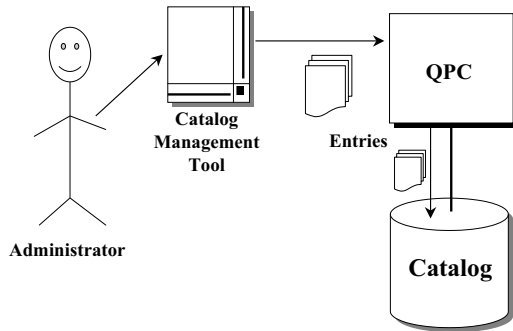 QPC
Catalog
Management
Tool
Entries
Administrator
Catalog